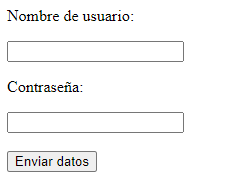 Nombre de usuario:
Contraseña:
Enviar datos